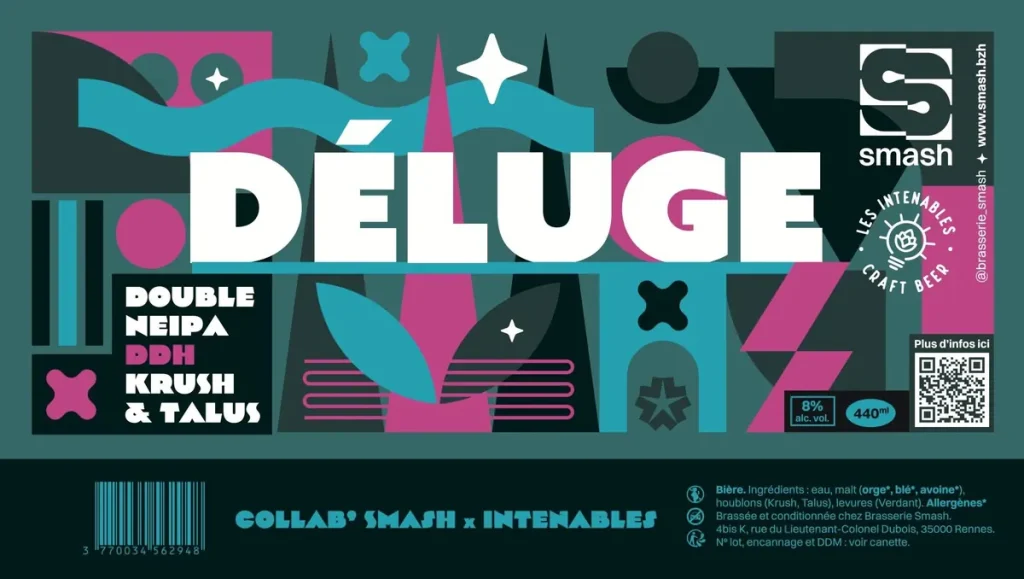 DÉLUGE
DOUBLE
NEIPA
DDH
KRUSH
& TALUS
smash
@brasserie_smash ✦ www.smash.bzh
LES INTENABLES
CRAFT BEER
Plus d'infos ici
8%
alc. vol.
440ml
3 770034 562948
COLLAB' SMASH x INTENABLES
Bière. Ingrédients : eau, malt (orge*, blé*, avoine*),
houblons (Krush, Talus), levures (Verdant). Allergènes*
Brassée et conditionnée chez Brasserie Smash.
4bis K, rue du Lieutenant-Colonel Dubois, 35000 Rennes.
N° lot, encannage et DDM : voir canette.